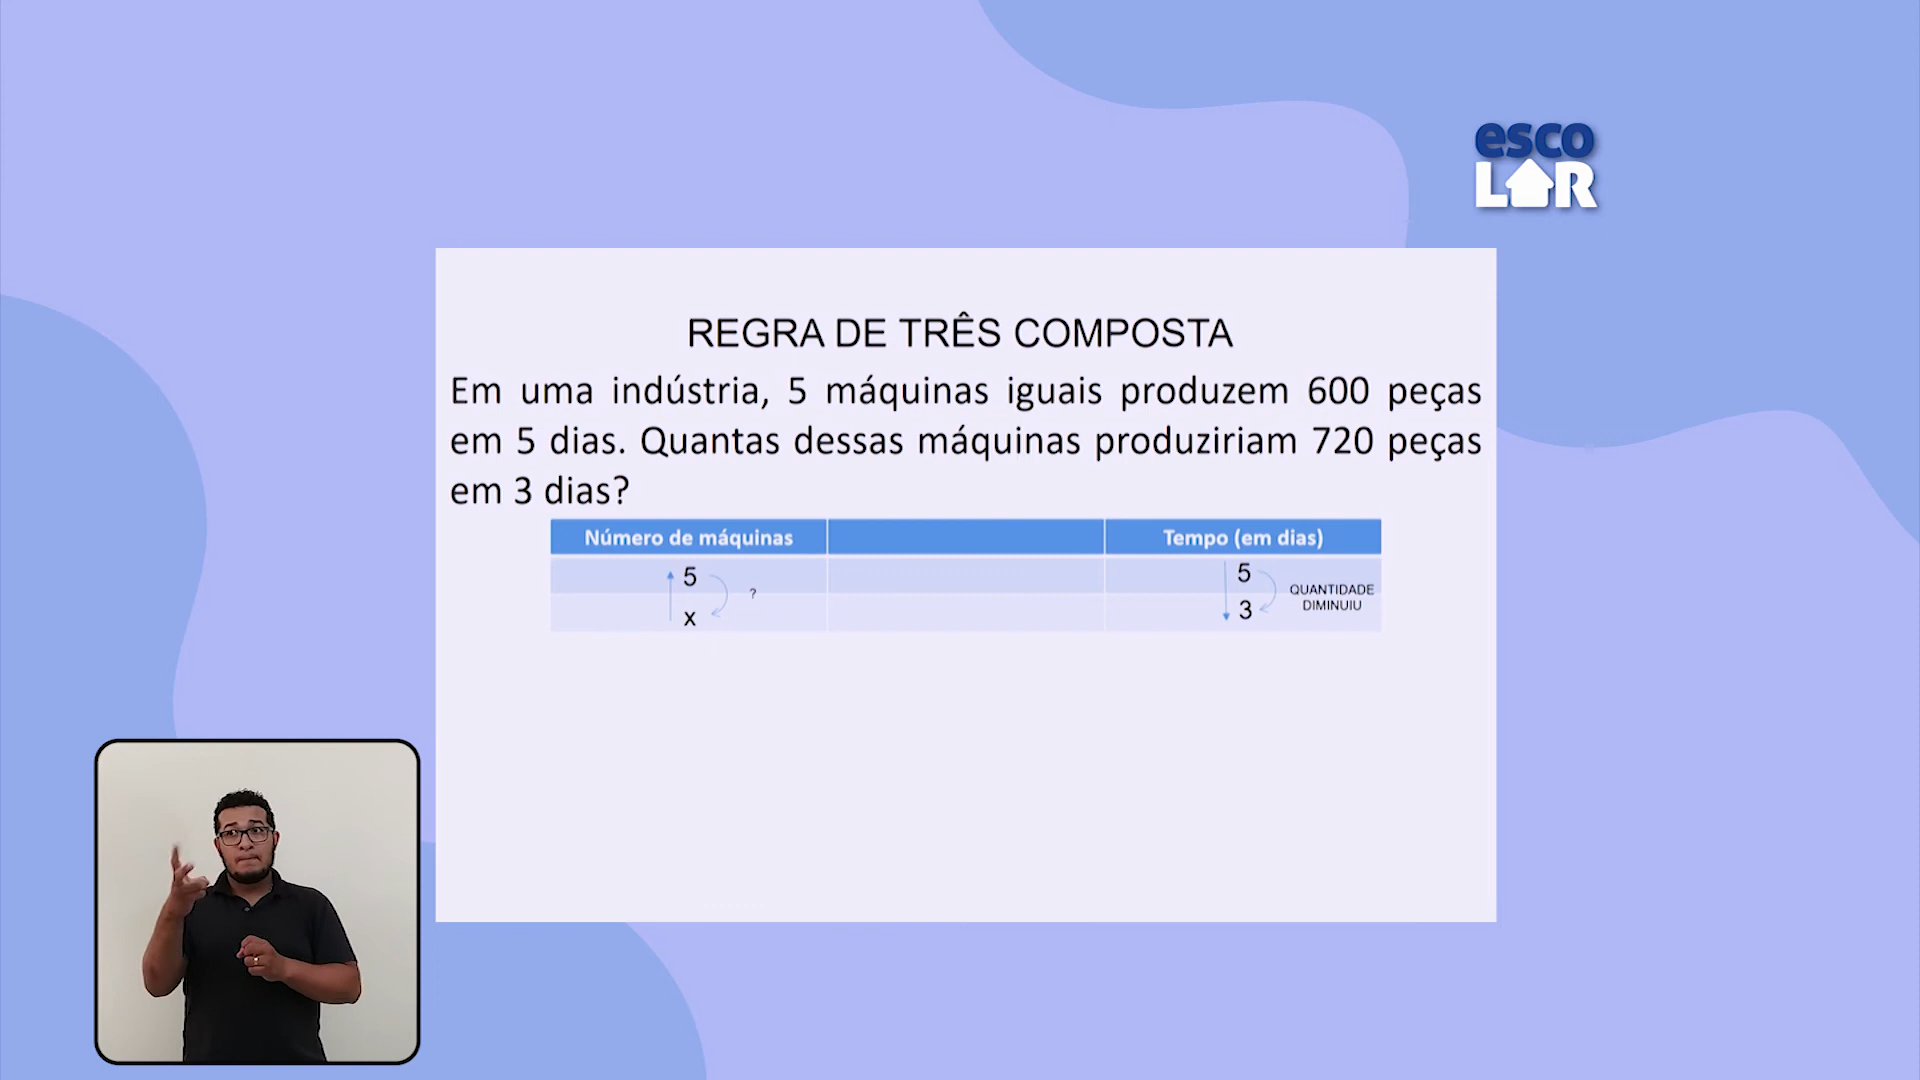 esco
LAR
REGRA DE TRÊS COMPOSTA
Em uma indústria, 5 máquinas iguais produzem 600 peças
em 5 dias. Quantas dessas máquinas produziriam 720 peças
em 3 dias?
Número de máquinas Tempo (em dias)
5 ? 5 QUANTIDADE
x 3 DIMINUIU